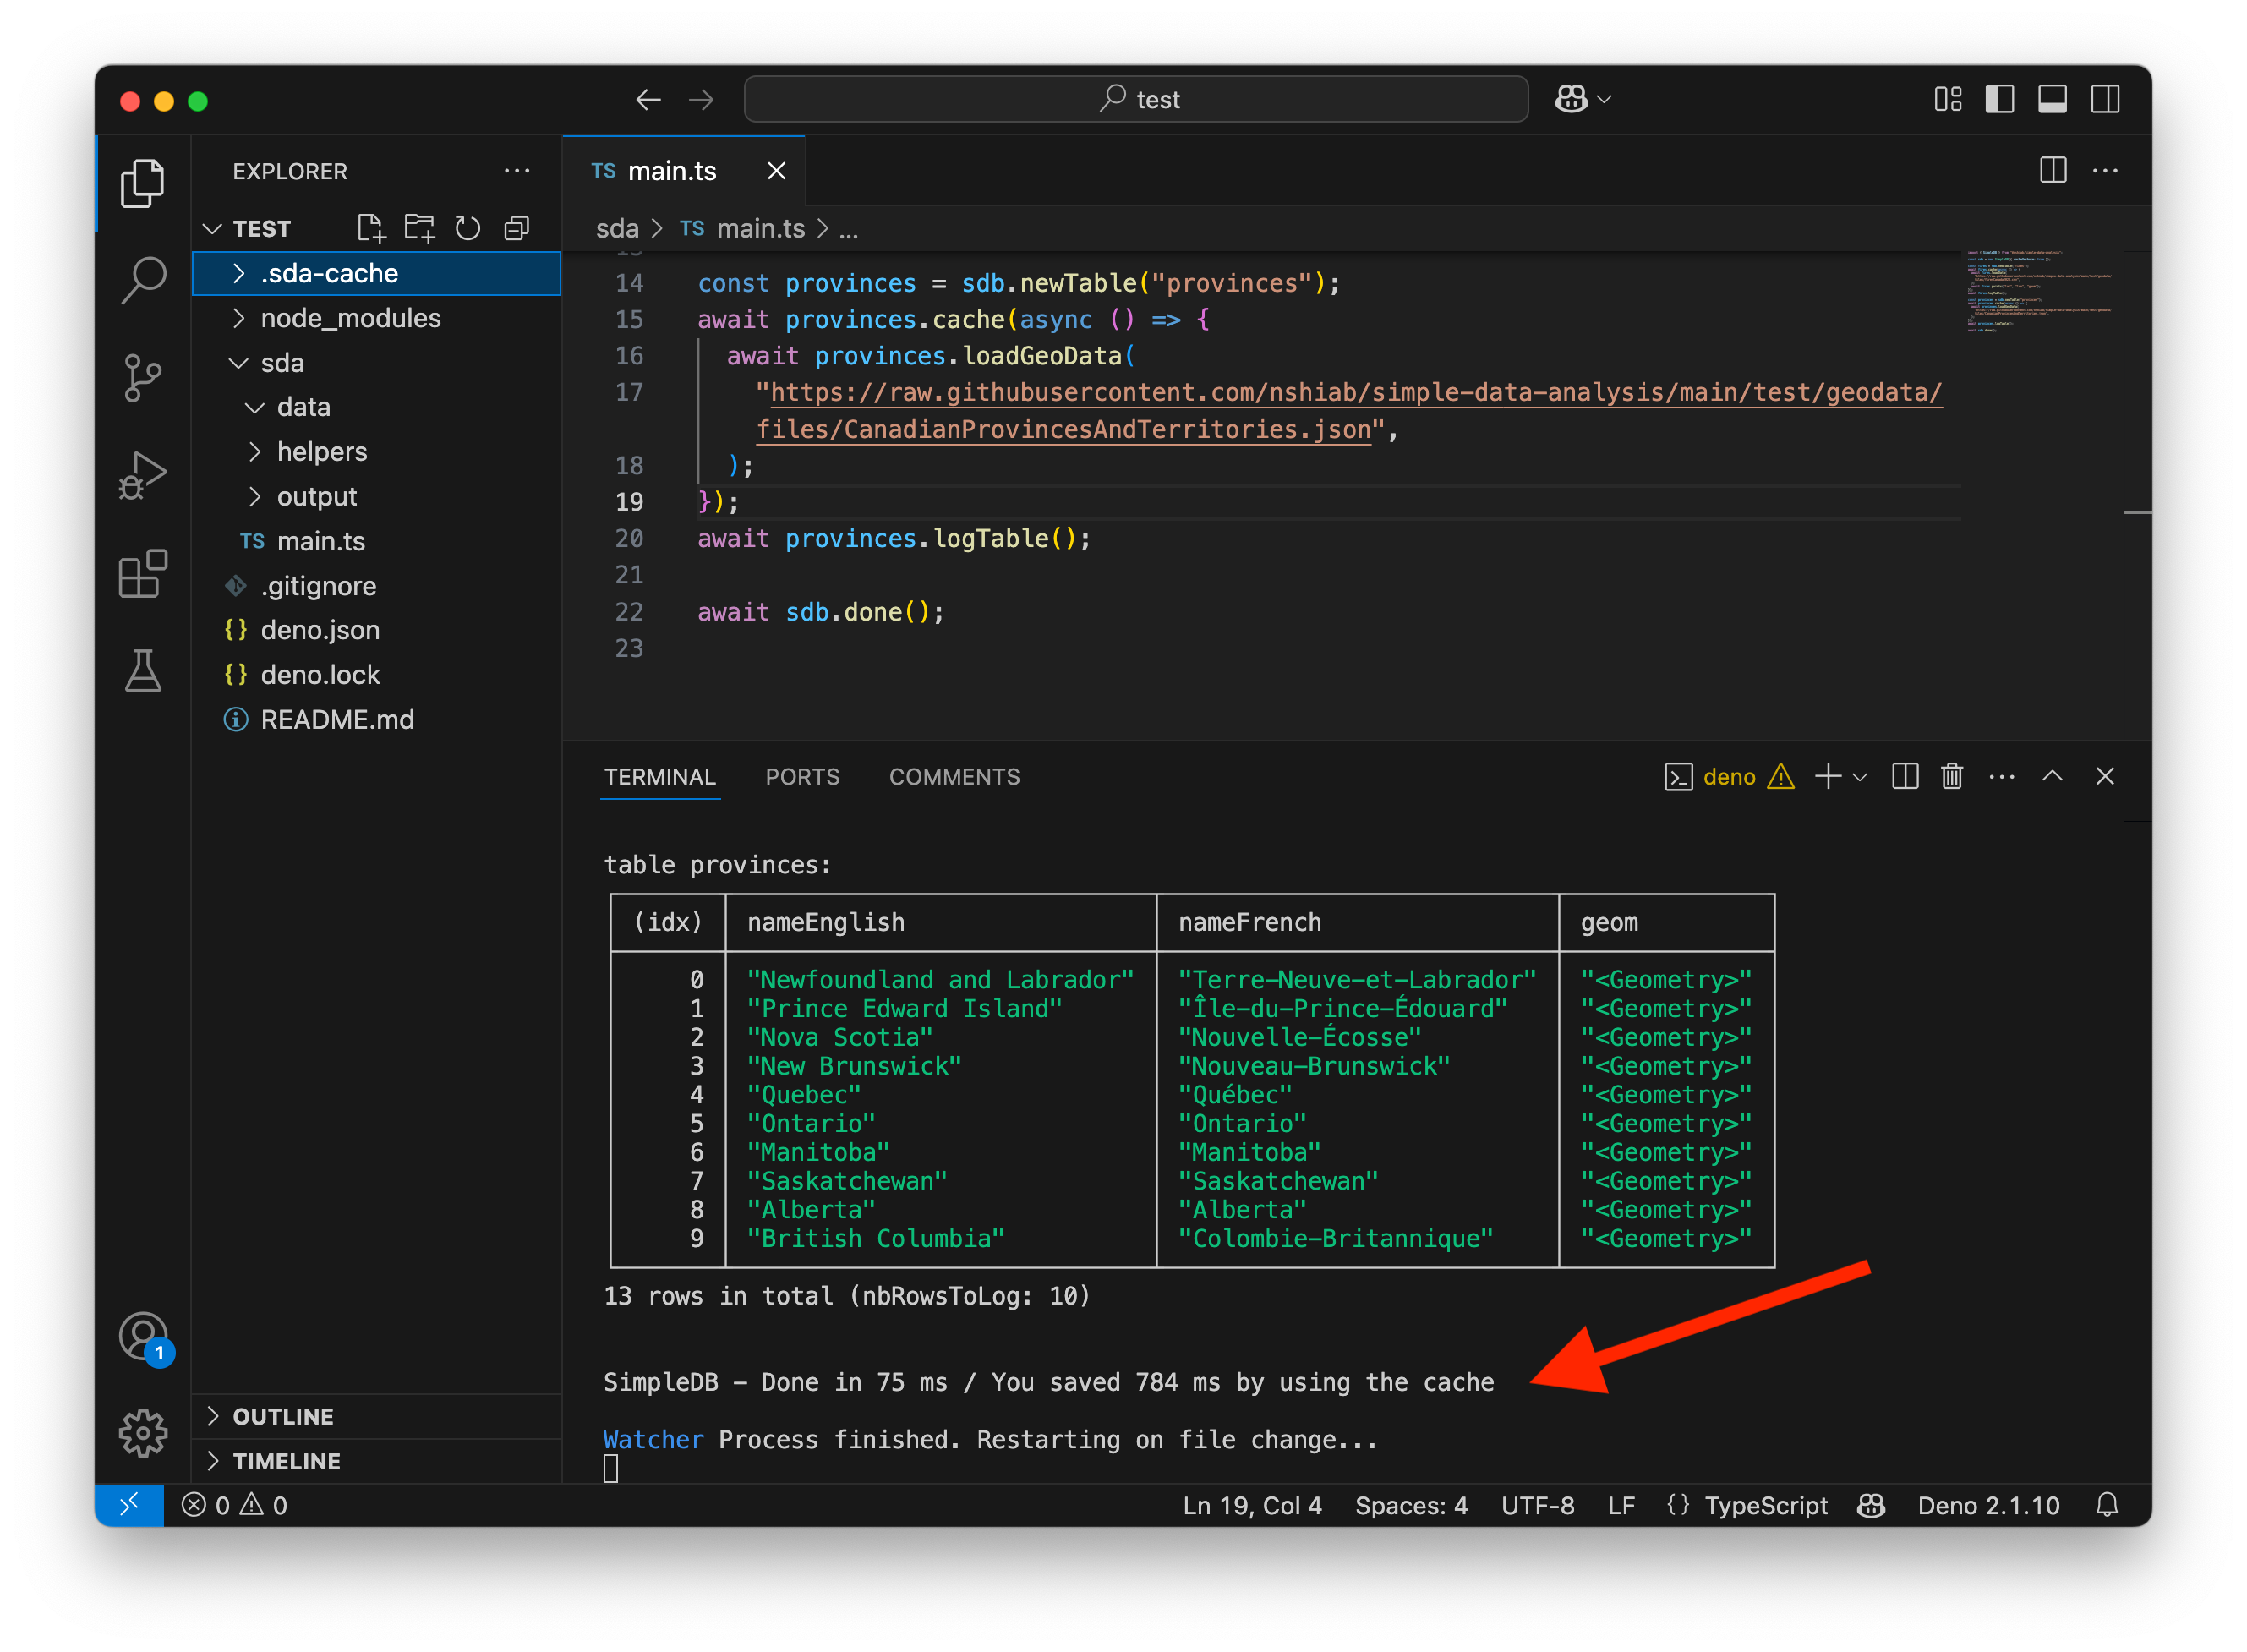 test
EXPLORER
TEST
.sda-cache
node_modules
sda
data
helpers
output
TS main.ts
.gitignore
{} deno.json
{} deno.lock
README.md
OUTLINE
TIMELINE
TS main.ts
sda > TS main.ts > ...
14 const provinces = sdb.newTable("provinces");
15 await provinces.cache(async () => {
16 await provinces.loadGeoData(
17 "https://raw.githubusercontent.com/nshiab/simple-data-analysis/main/test/geodata/
files/CanadianProvincesAndTerritories.json",
18 );
19 });
20 await provinces.logTable();
21
22 await sdb.done();
23
TERMINAL PORTS COMMENTS
deno
table provinces:
(idx) nameEnglish nameFrench geom
0 "Newfoundland and Labrador" "Terre-Neuve-et-Labrador" "<Geometry>"
1 "Prince Edward Island" "Île-du-Prince-Édouard" "<Geometry>"
2 "Nova Scotia" "Nouvelle-Écosse" "<Geometry>"
3 "New Brunswick" "Nouveau-Brunswick" "<Geometry>"
4 "Quebec" "Québec" "<Geometry>"
5 "Ontario" "Ontario" "<Geometry>"
6 "Manitoba" "Manitoba" "<Geometry>"
7 "Saskatchewan" "Saskatchewan" "<Geometry>"
8 "Alberta" "Alberta" "<Geometry>"
9 "British Columbia" "Colombie-Britannique" "<Geometry>"
13 rows in total (nbRowsToLog: 10)
SimpleDB - Done in 75 ms / You saved 784 ms by using the cache
Watcher Process finished. Restarting on file change...
1
0 0
Ln 19, Col 4 Spaces: 4 UTF-8 LF {} TypeScript Deno 2.1.10